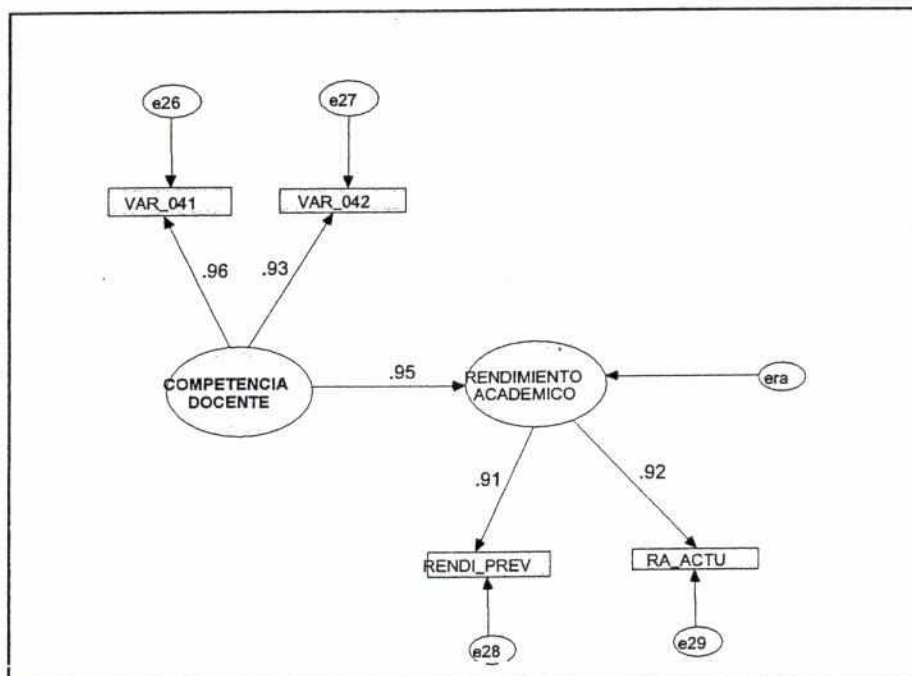 e26
e27
VAR_041
VAR_042
.96
.93
COMPETENCIA
DOCENTE
.95
RENDIMIENTO
ACADEMICO
era
.91
.92
RENDI_PREV
RA_ACTU
e28
e29